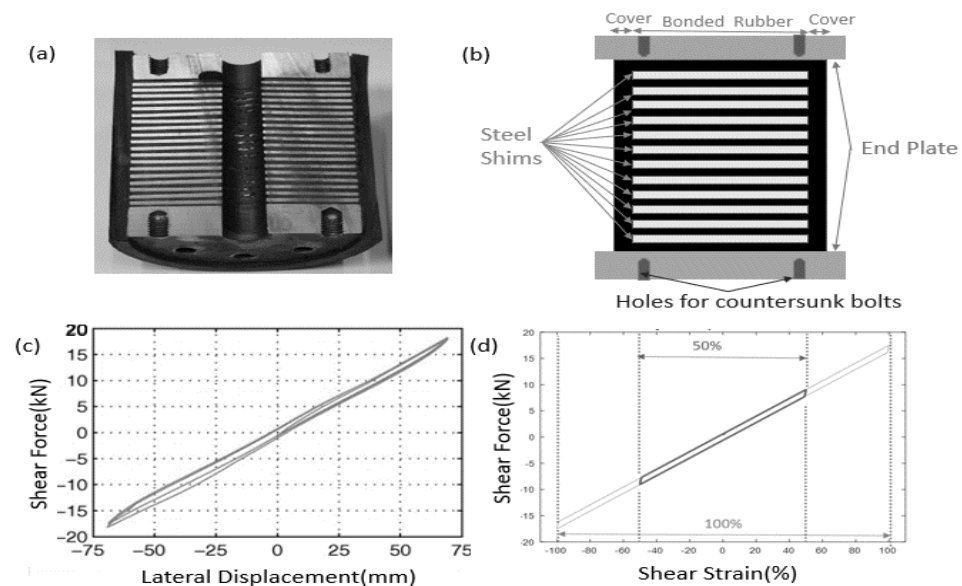 (a)
(b)
Cover Bonded Rubber Cover
Steel
Shims
End Plate
Holes for countersunk bolts
(c)
Shear Force(kN)
20
15
10
5
0
-5
-10
-15
-20
-75 -50 -25 0 25 50 75
Lateral Displacement(mm)
(d)
Shear Force(kN)
20
15
10
5
0
-5
-10
-15
-20
50%
100%
-100 -80 -60 -40 -20 0 20 40 60 80 100
Shear Strain(%)